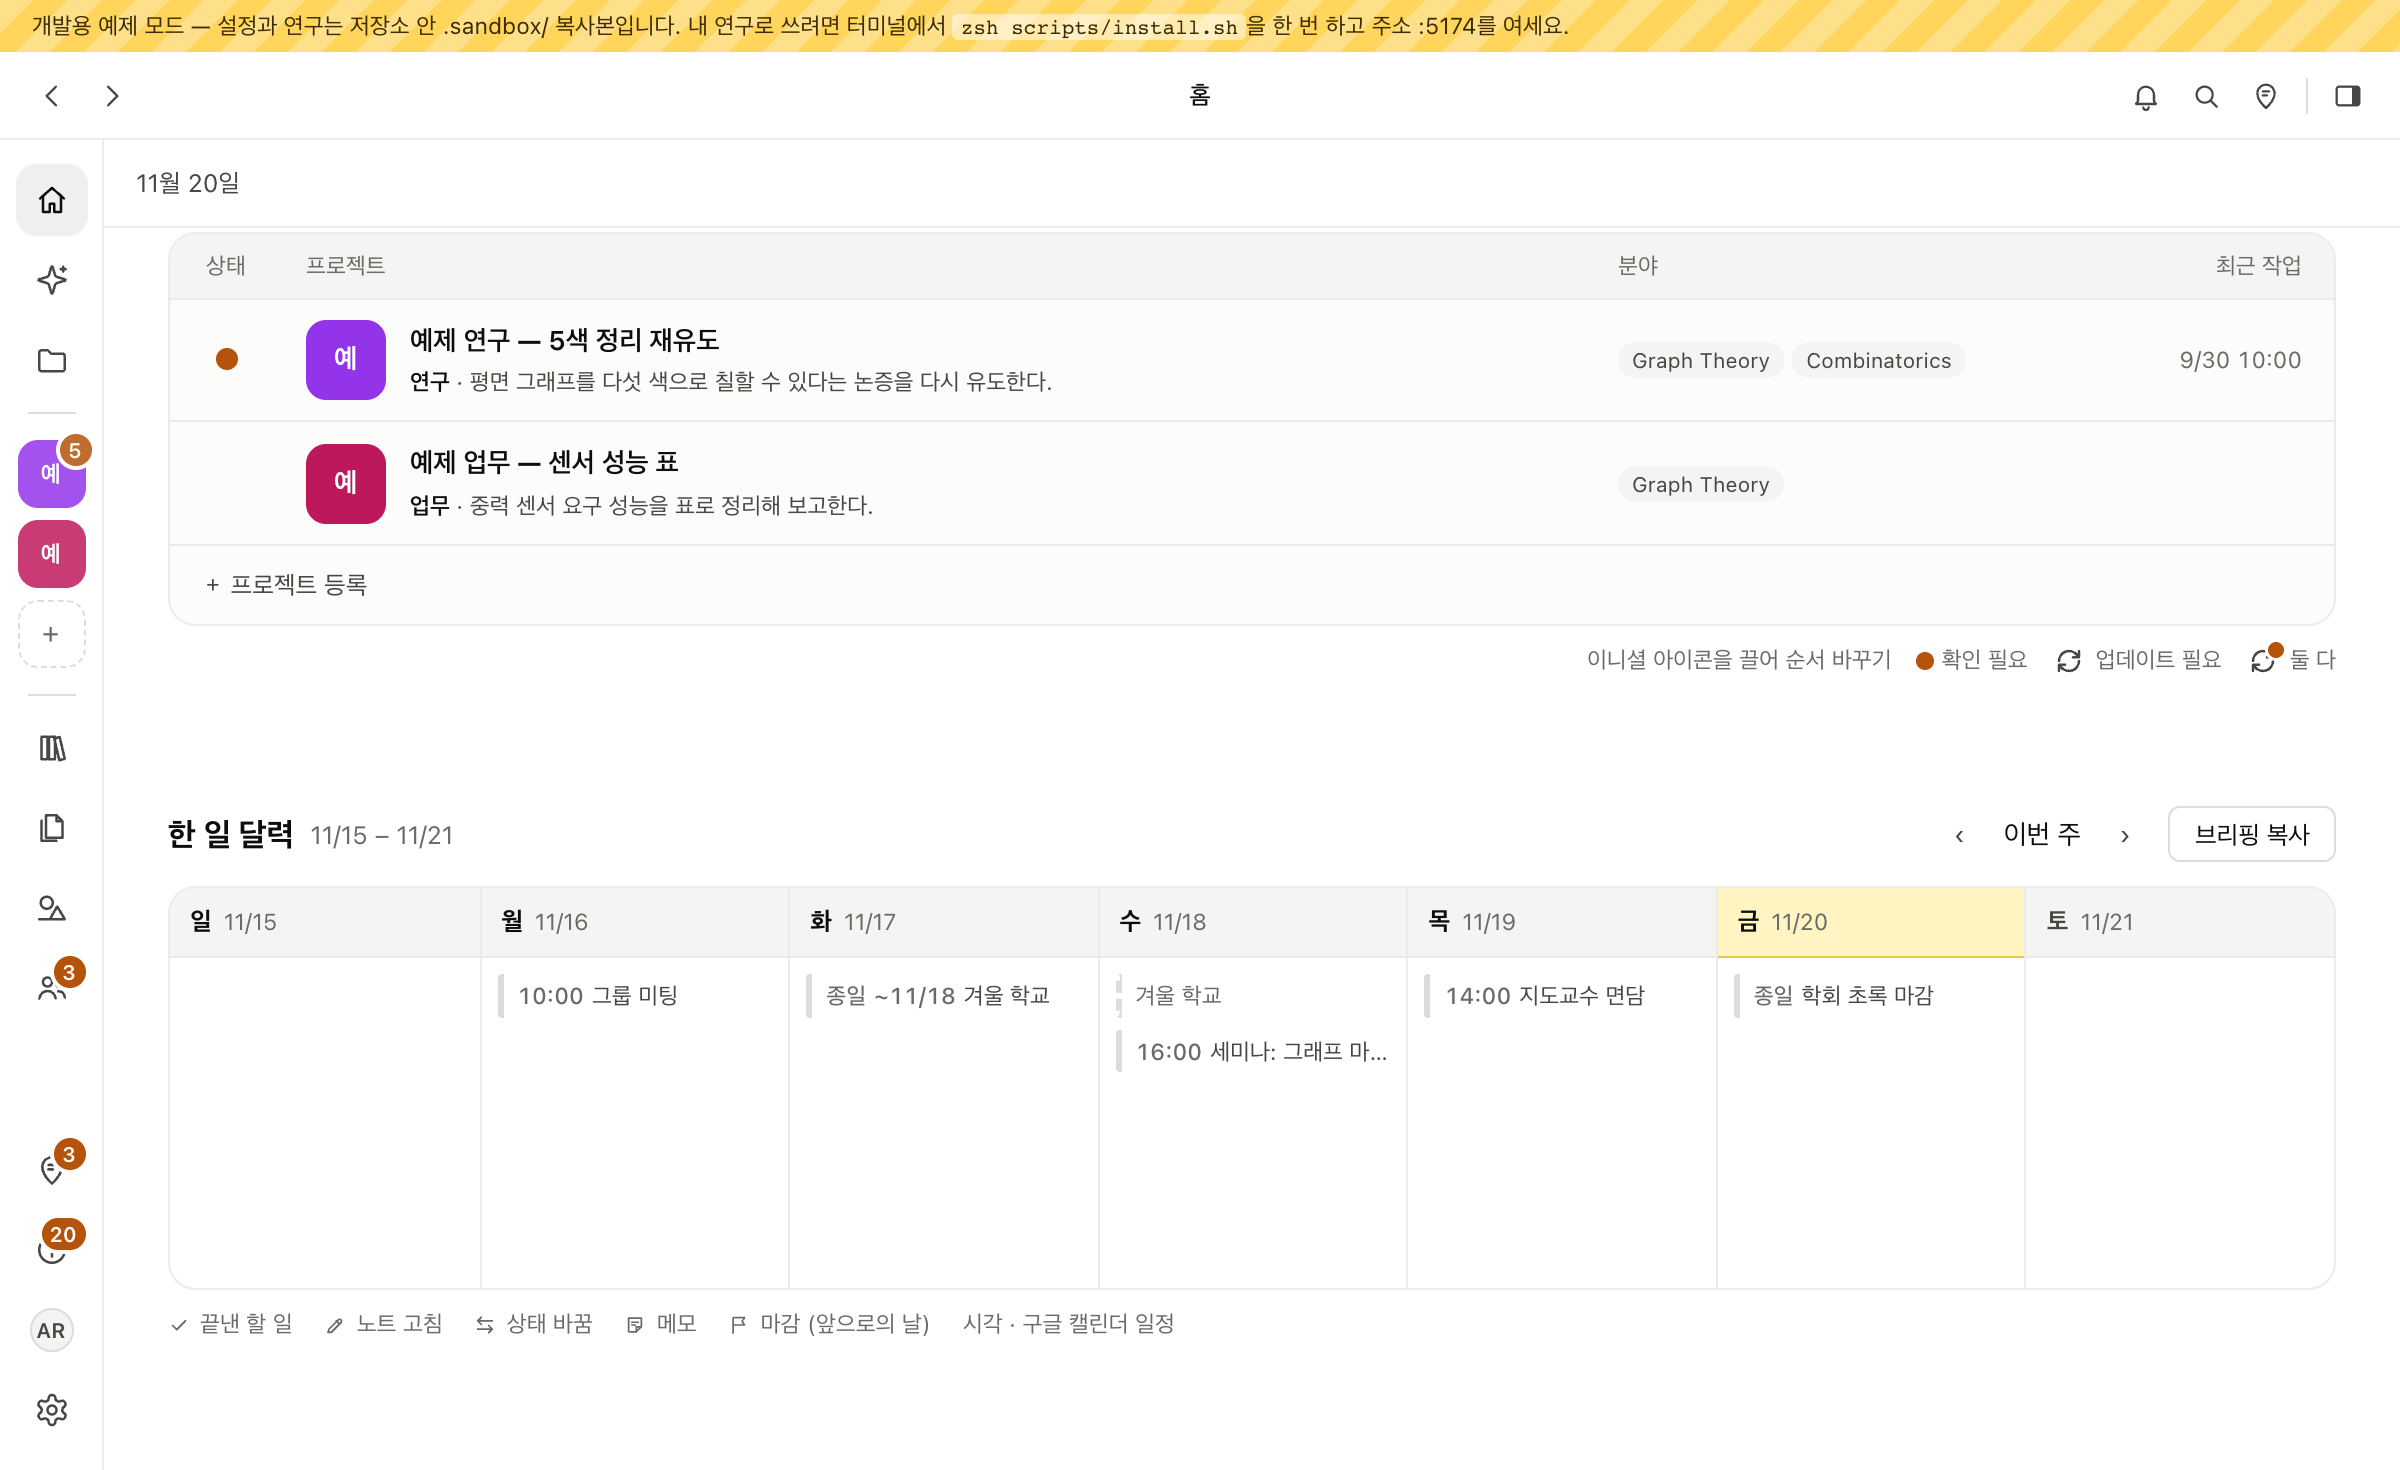 개발용 예제 모드 — 설정과 연구는 저장소 안 .sandbox/ 복사본입니다. 내 연구로 쓰려면 터미널에서 zsh scripts/install.sh을 한 번 하고 주소 :5174를 여세요.
홈
11월 20일
상태 프로젝트 분야 최근 작업
예 예제 연구 — 5색 정리 재유도
연구 · 평면 그래프를 다섯 색으로 칠할 수 있다는 논증을 다시 유도한다.
Graph Theory Combinatorics 9/30 10:00
예 예제 업무 — 센서 성능 표
업무 · 중력 센서 요구 성능을 표로 정리해 보고한다.
Graph Theory
+ 프로젝트 등록
이니셜 아이콘을 끌어 순서 바꾸기 확인 필요 업데이트 필요 둘 다
5
예
예
+
3
3
20
AR
한 일 달력 11/15 – 11/21 ‹ 이번 주 › 브리핑 복사
일 11/15 월 11/16 화 11/17 수 11/18 목 11/19 금 11/20 토 11/21
10:00 그룹 미팅
종일 ~11/18 겨울 학교
겨울 학교
16:00 세미나: 그래프 마...
14:00 지도교수 면담
종일 학회 초록 마감
끝낸 할 일 노트 고침 상태 바꿈 메모 마감 (앞으로의 날) 시각 · 구글 캘린더 일정